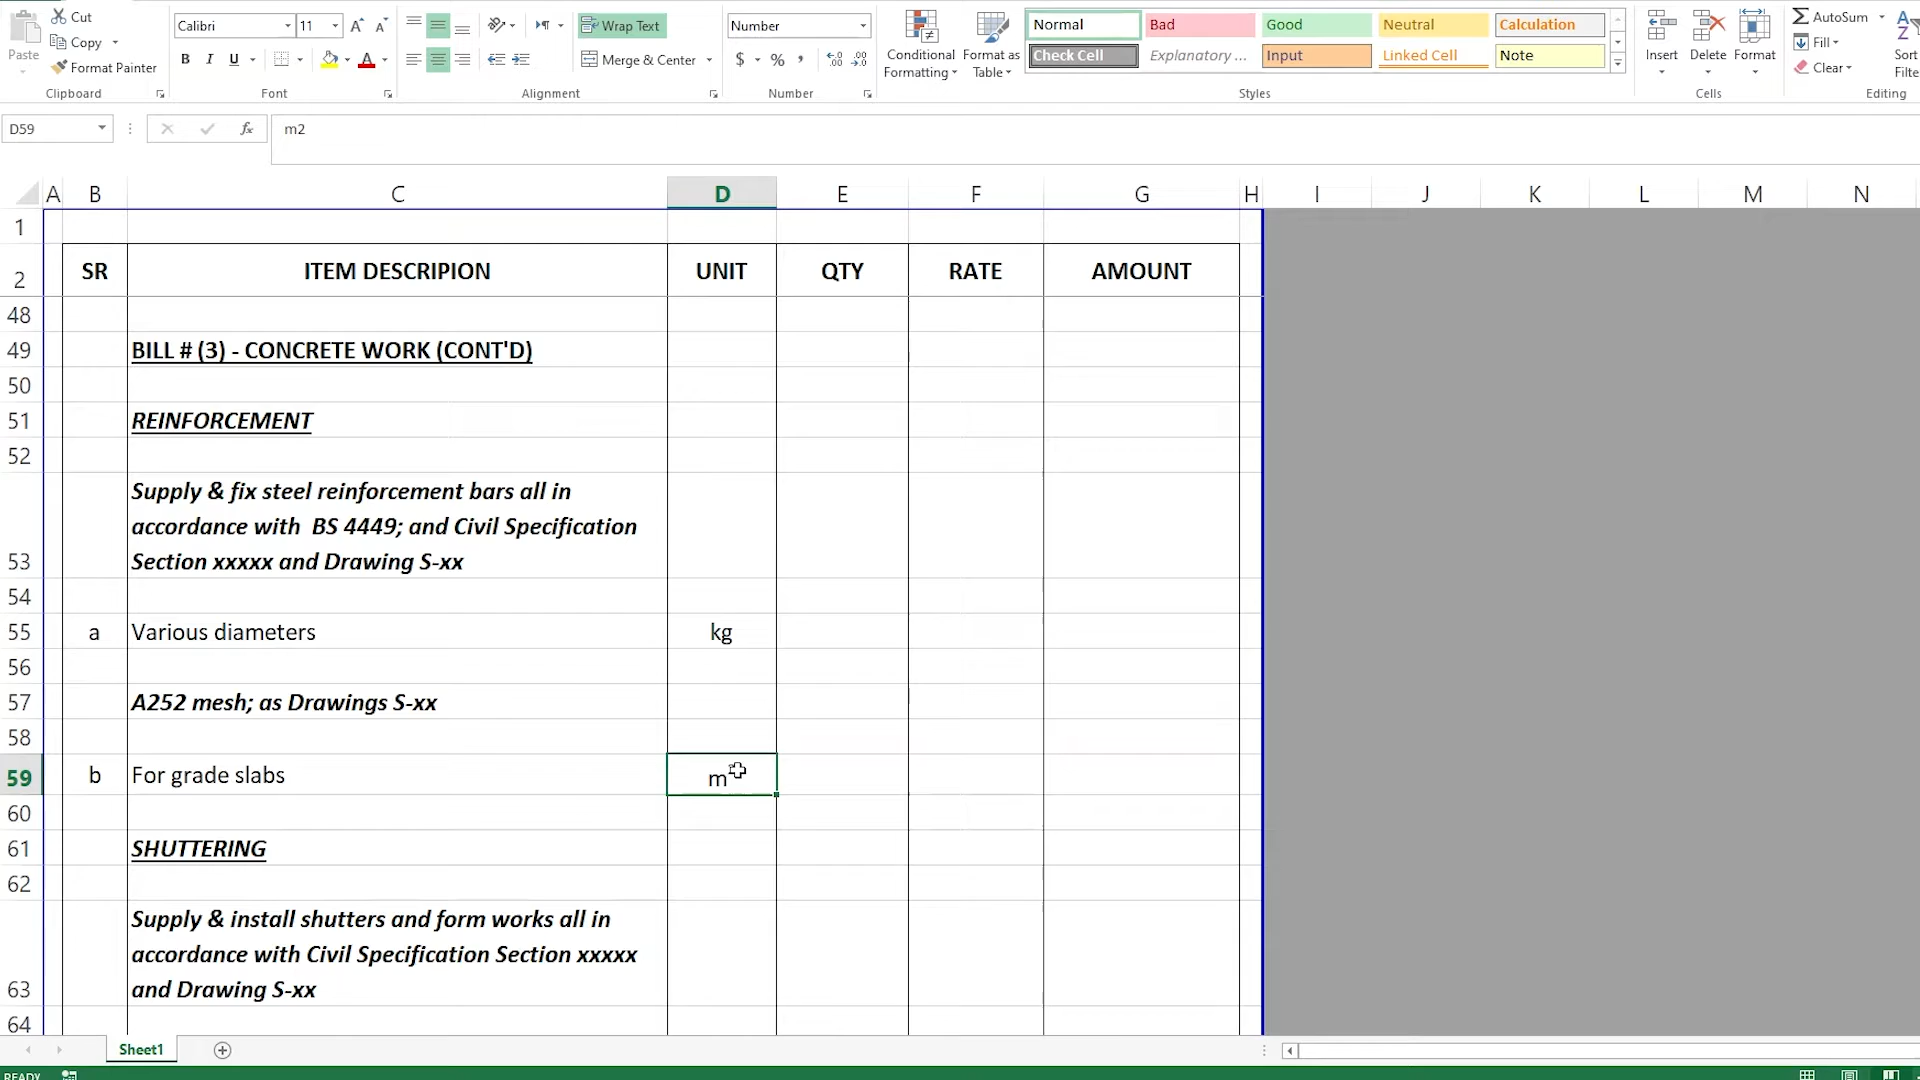 Cut
Calibri
11
Wrap Text
Number
Normal
Bad
Good
Neutral
Calculation
AutoSum
Paste
Copy
Format Painter
B I U
Merge & Center
$ % ,
Conditional Formatting
Format as Table
Check Cell
Explanatory ...
Input
Linked Cell
Note
Insert
Delete
Format
Fill
Clear
Sort
Filte
Clipboard
Font
Alignment
Number
Styles
Cells
Editing
D59
fx
m2
A B C D E F G H I J K L M N
1
2 SR ITEM DESCRIPION UNIT QTY RATE AMOUNT
48
49 BILL # (3) - CONCRETE WORK (CONT'D)
50
51 REINFORCEMENT
52
Supply & fix steel reinforcement bars all in
accordance with BS 4449; and Civil Specification
53 Section xxxxx and Drawing S-xx
54
55 a Various diameters kg
56
57 A252 mesh; as Drawings S-xx
58
59 b For grade slabs m
60
61 SHUTTERING
62
Supply & install shutters and form works all in
accordance with Civil Specification Section xxxxx
63 and Drawing S-xx
64
Sheet1
READY